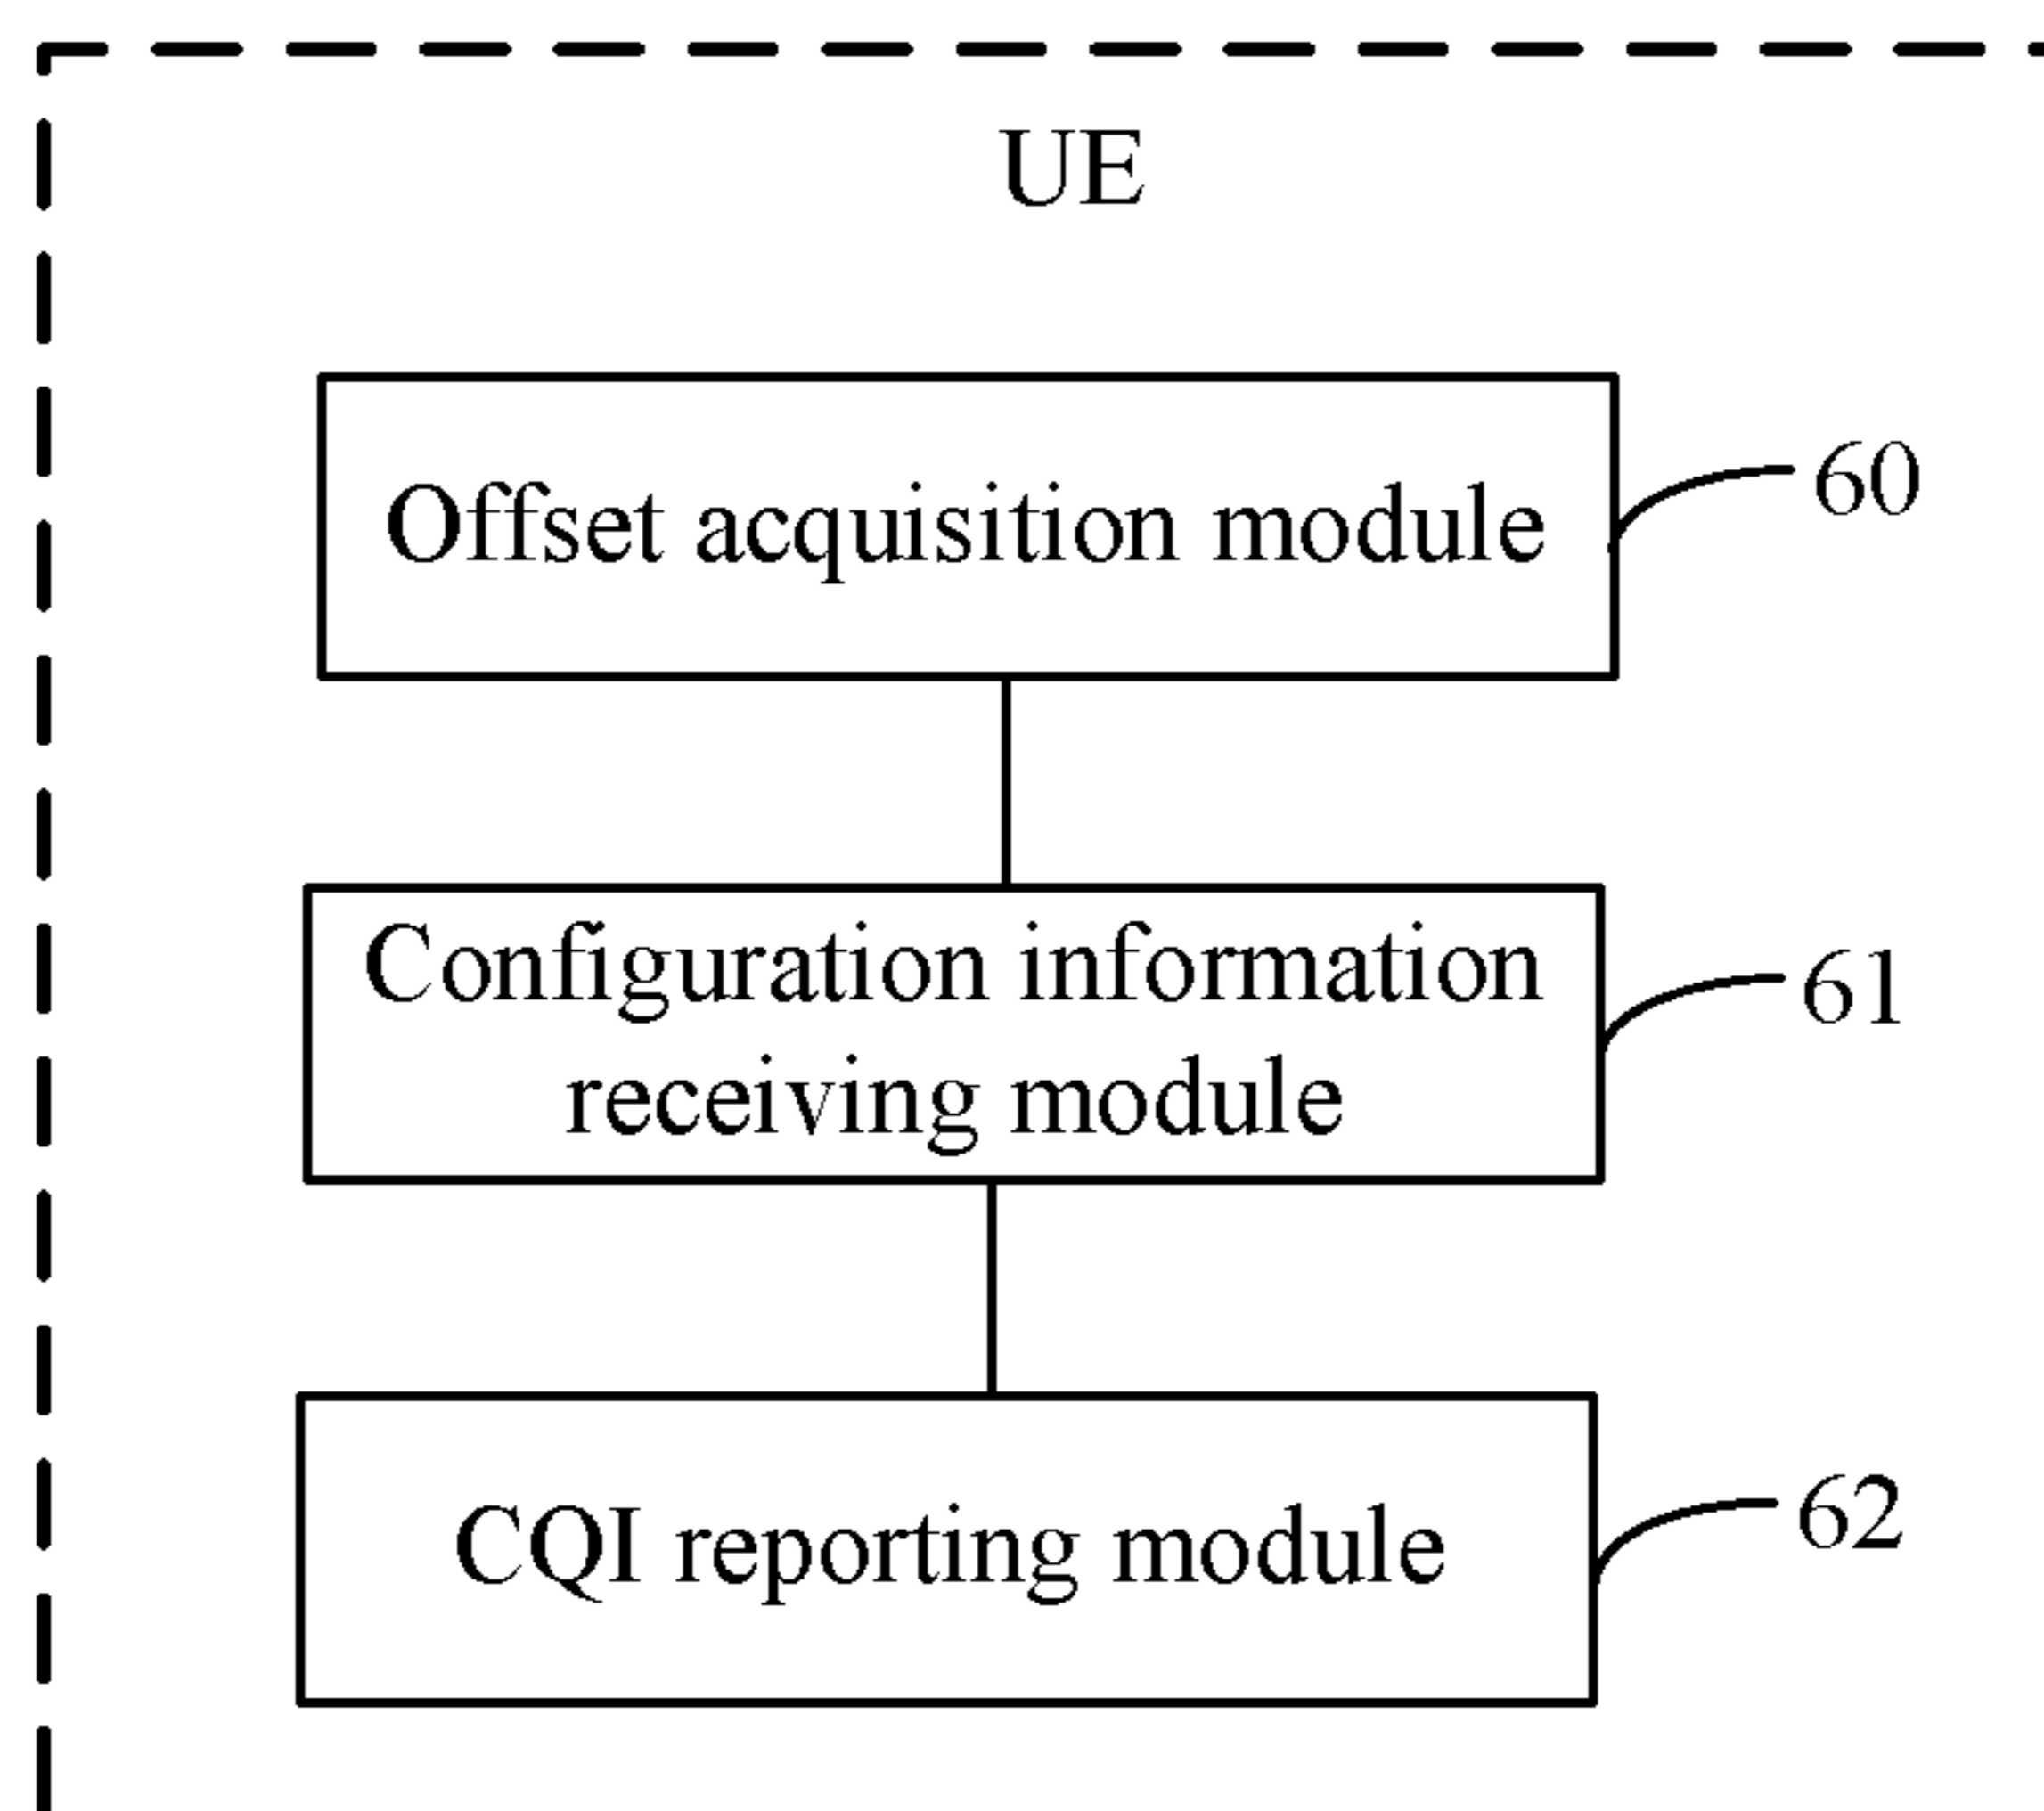 UE
Offset acquisition module
60
Configuration information
receiving module
61
CQI reporting module
62